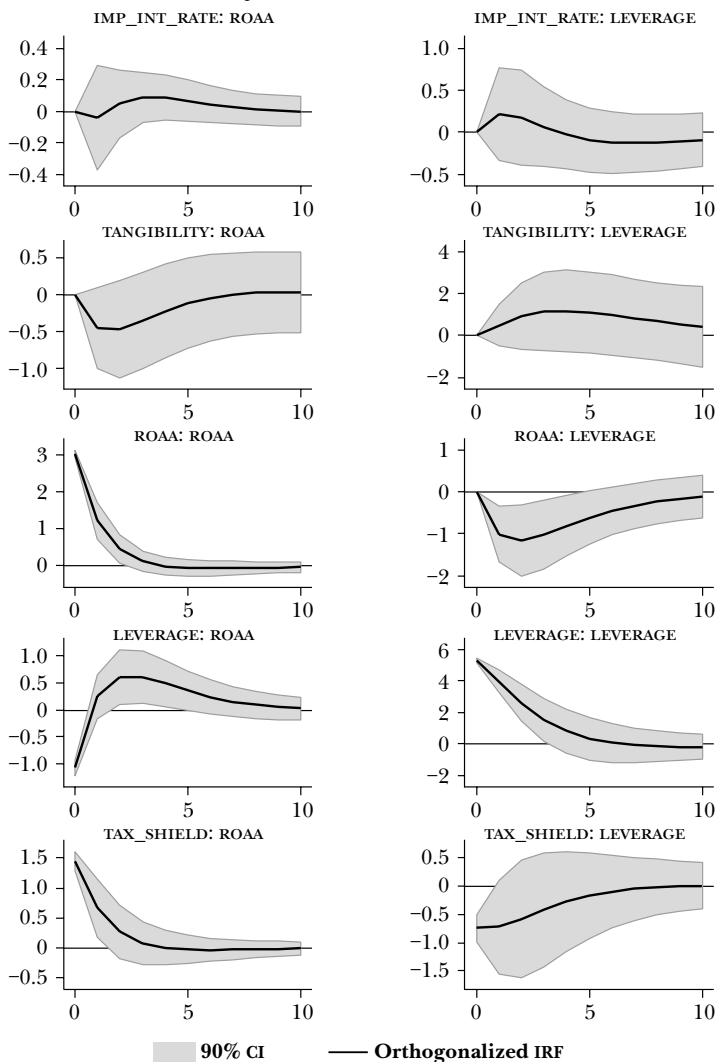 IMP_INT_RATE: ROAA
0.4
0.2
0
−0.2
−0.4
0 5 10
IMP_INT_RATE: LEVERAGE
1.0
0.5
0
−0.5
0 5 10
TANGIBILITY: ROAA
0.5
0
−0.5
−1.0
0 5 10
TANGIBILITY: LEVERAGE
4
2
0
−2
0 5 10
ROAA: ROAA
3
2
1
0
0 5 10
ROAA: LEVERAGE
1
0
−1
−2
0 5 10
LEVERAGE: ROAA
1.0
0.5
0
−0.5
−1.0
0 5 10
LEVERAGE: LEVERAGE
6
4
2
0
−2
0 5 10
TAX_SHIELD: ROAA
1.5
1.0
0.5
0
−0.5
0 5 10
TAX_SHIELD: LEVERAGE
0.5
0
−0.5
−1.0
−1.5
0 5 10
90% CI Orthogonalized IRF